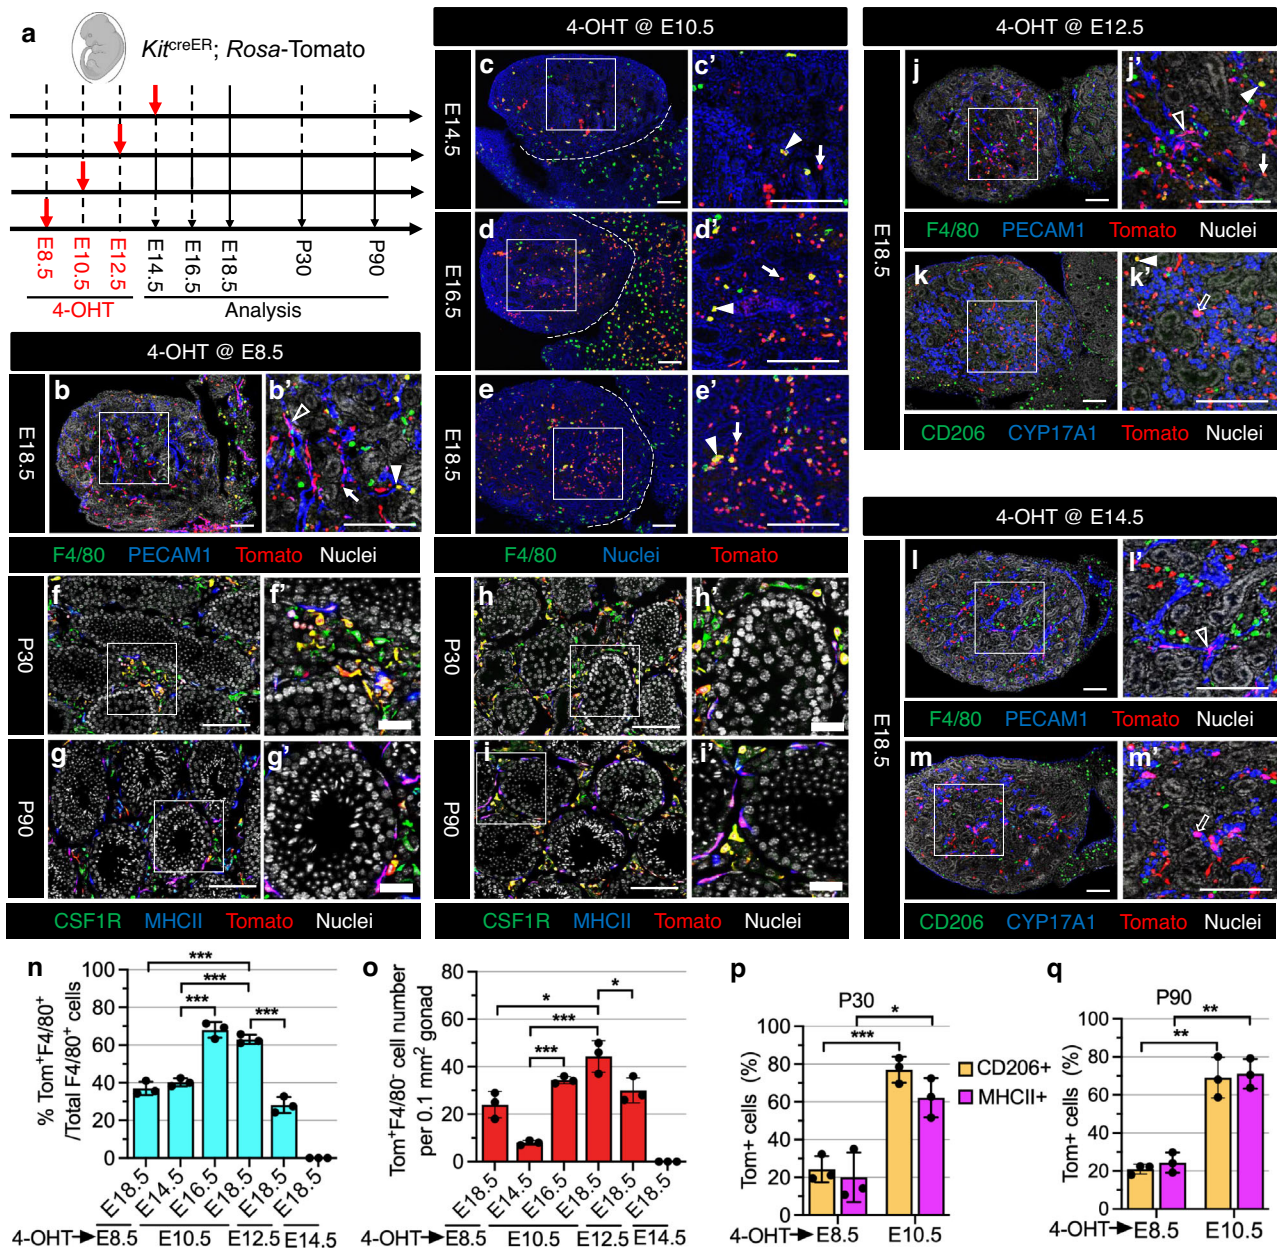 a
Kit^creER; Rosa-Tomato
E8.5 E10.5 E12.5 E14.5 E16.5 E18.5 P30 P90
4-OHT Analysis
4-OHT @ E8.5
E18.5
b b'
F4/80 PECAM1 Tomato Nuclei
P30
f f'
P90
g g'
CSF1R MHCII Tomato Nuclei
4-OHT @ E10.5
E14.5
c c'
E16.5
d d'
E18.5
e e'
F4/80 Nuclei Tomato
P30
h h'
P90
i i'
CSF1R MHCII Tomato Nuclei
4-OHT @ E12.5
E18.5
j j'
F4/80 PECAM1 Tomato Nuclei
k k'
CD206 CYP17A1 Tomato Nuclei
4-OHT @ E14.5
E18.5
l l'
F4/80 PECAM1 Tomato Nuclei
m m'
CD206 CYP17A1 Tomato Nuclei
n
% Tom⁺F4/80⁺
/Total F4/80⁺ cells
100
80
60
40
20
0
***
***
***
***
E18.5 E14.5 E16.5 E18.5 E18.5 E18.5
4-OHT E8.5 E10.5 E12.5 E14.5
o
Tom⁺F4/80⁻ cell number
per 0.1 mm² gonad
80
60
40
20
0
*
*
***
***
E18.5 E14.5 E16.5 E18.5 E18.5 E18.5
4-OHT E8.5 E10.5 E12.5 E14.5
p
P30
Tom+ cells (%)
100
80
60
40
20
0
*
***
4-OHT E8.5 E10.5
CD206+
MHCII+
q
P90
Tom+ cells (%)
100
80
60
40
20
0
**
**
4-OHT E8.5 E10.5